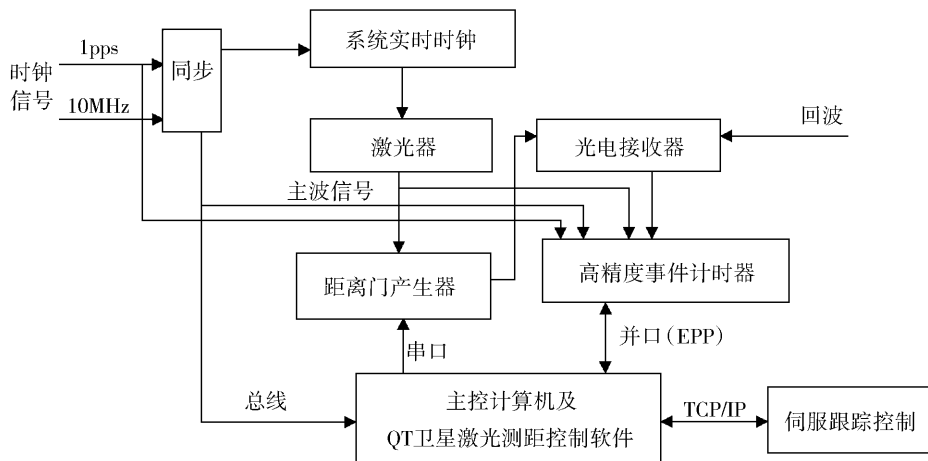 1pps
时钟
信号
10MHz
同步
系统实时时钟
激光器
光电接收器
回波
主波信号
距离门产生器
高精度事件计时器
串口
并口(EPP)
总线
主控计算机及
QT卫星激光测距控制软件
TCP/IP
伺服跟踪控制